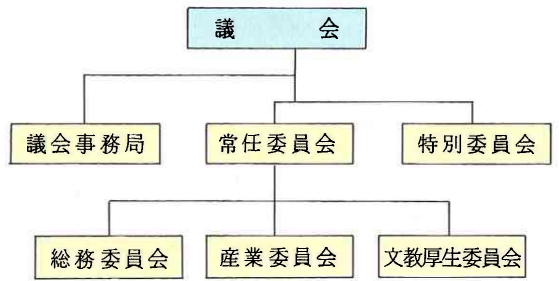 議会
議会事務局
常任委員会
特別委員会
総務委員会
産業委員会
文教厚生委員会